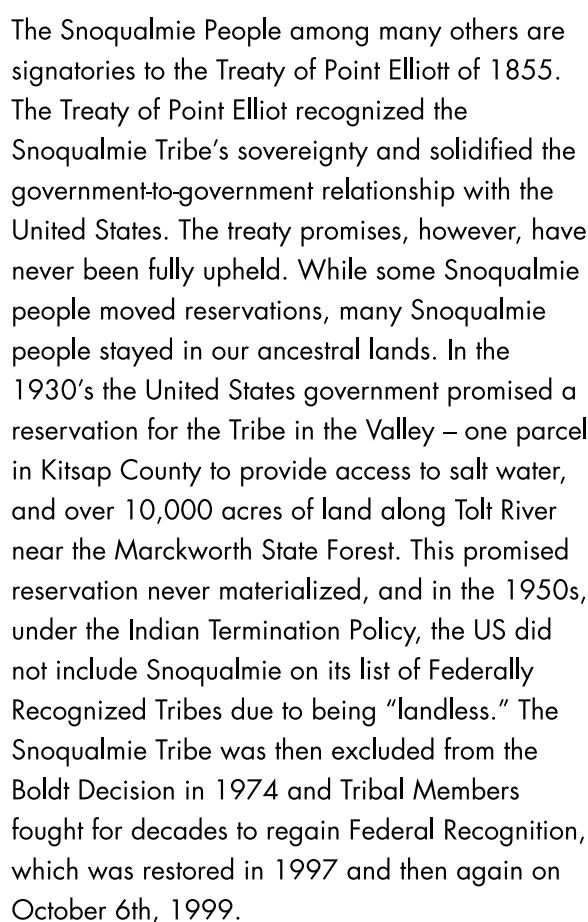 The Snoqualmie People among many others are
signatories to the Treaty of Point Elliott of 1855.
The Treaty of Point Elliot recognized the
Snoqualmie Tribe’s sovereignty and solidified the
government-to-government relationship with the
United States. The treaty promises, however, have
never been fully upheld. While some Snoqualmie
people moved reservations, many Snoqualmie
people stayed in our ancestral lands. In the
1930’s the United States government promised a
reservation for the Tribe in the Valley – one parcel
in Kitsap County to provide access to salt water,
and over 10,000 acres of land along Tolt River
near the Marckworth State Forest. This promised
reservation never materialized, and in the 1950s,
under the Indian Termination Policy, the US did
not include Snoqualmie on its list of Federally
Recognized Tribes due to being “landless.” The
Snoqualmie Tribe was then excluded from the
Boldt Decision in 1974 and Tribal Members
fought for decades to regain Federal Recognition,
which was restored in 1997 and then again on
October 6th, 1999.